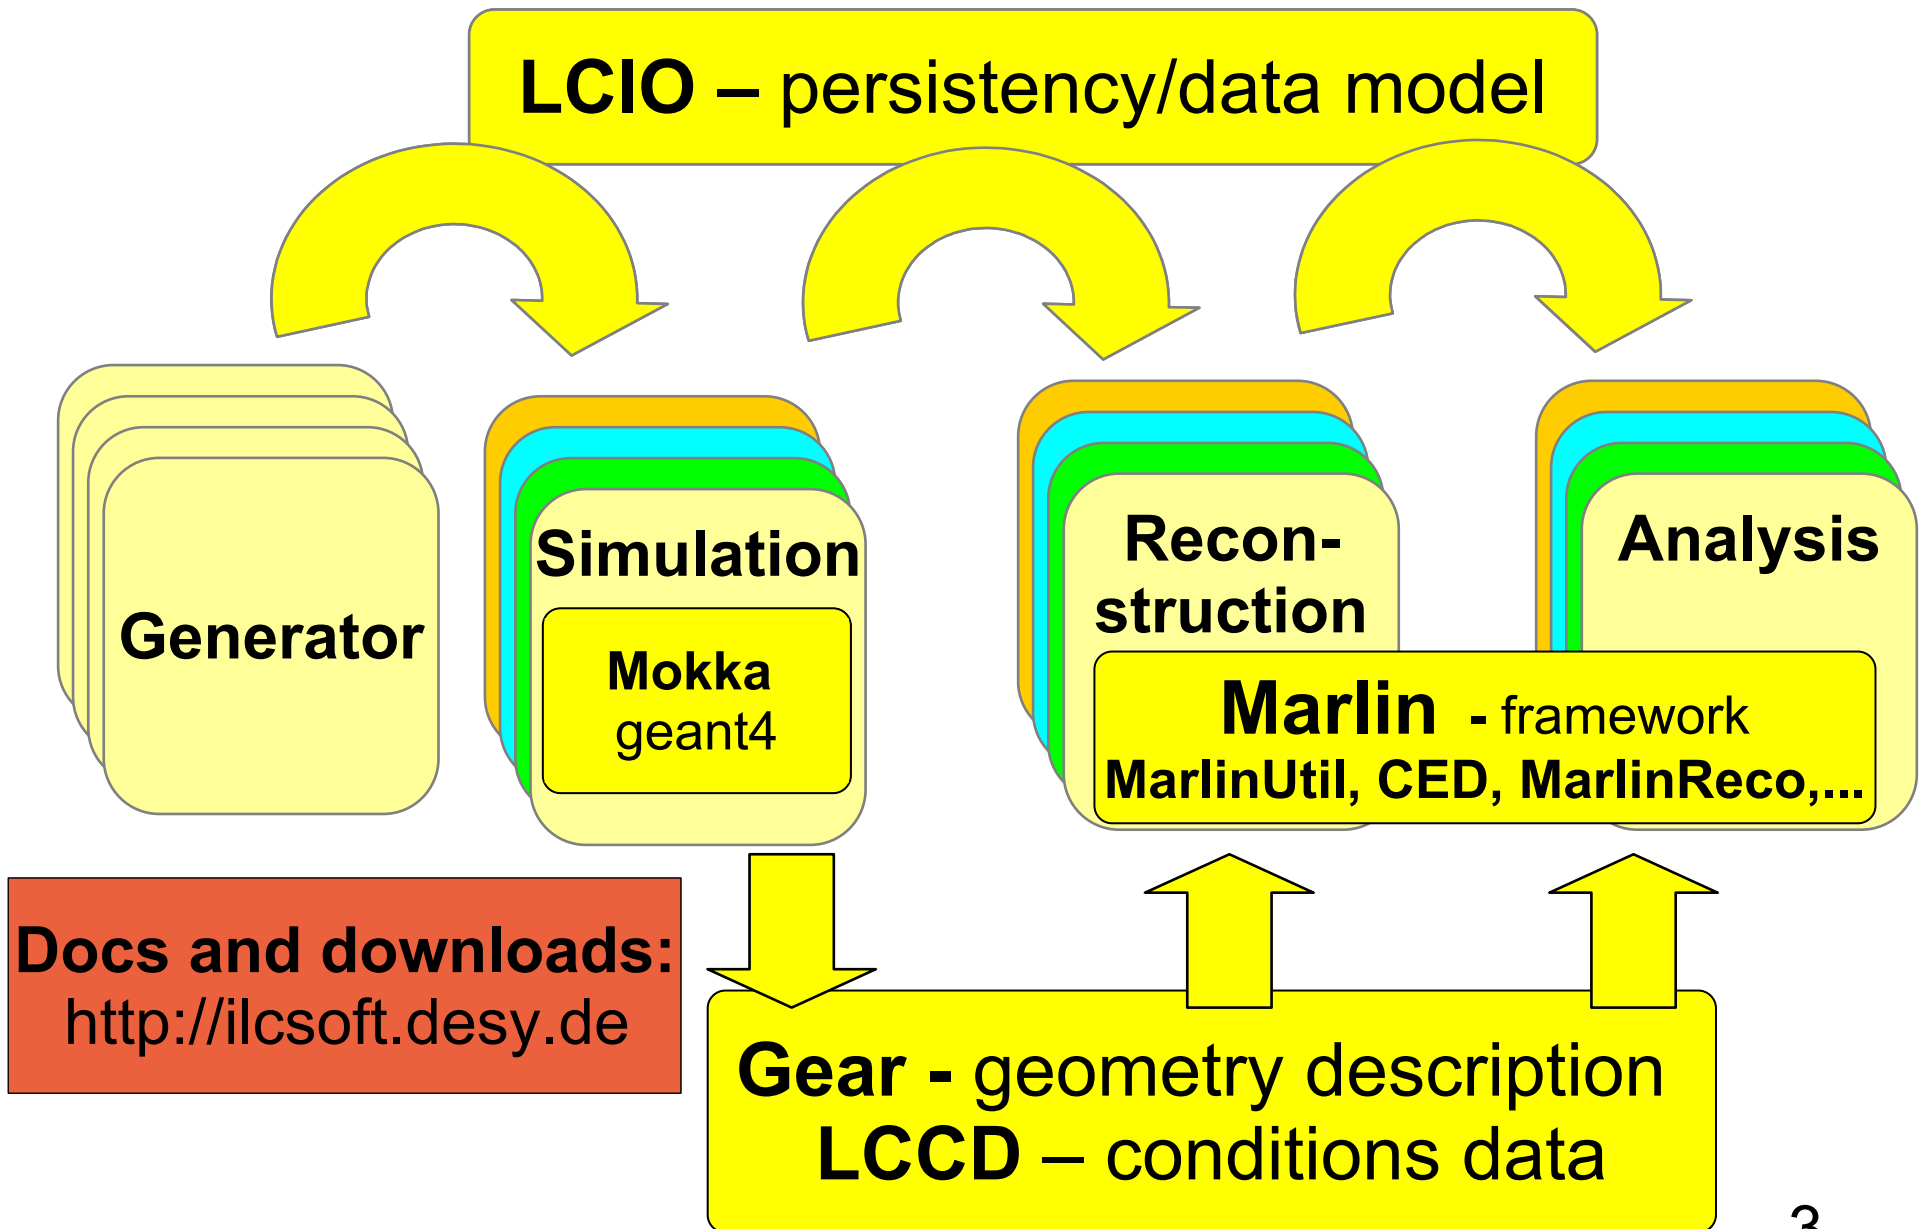 LCIO – persistency/data model
Generator
Simulation
Mokka
geant4
Recon-
struction
Analysis
Marlin - framework
MarlinUtil, CED, MarlinReco,...
Docs and downloads:
http://ilcsoft.desy.de
Gear - geometry description
LCCD – conditions data
3